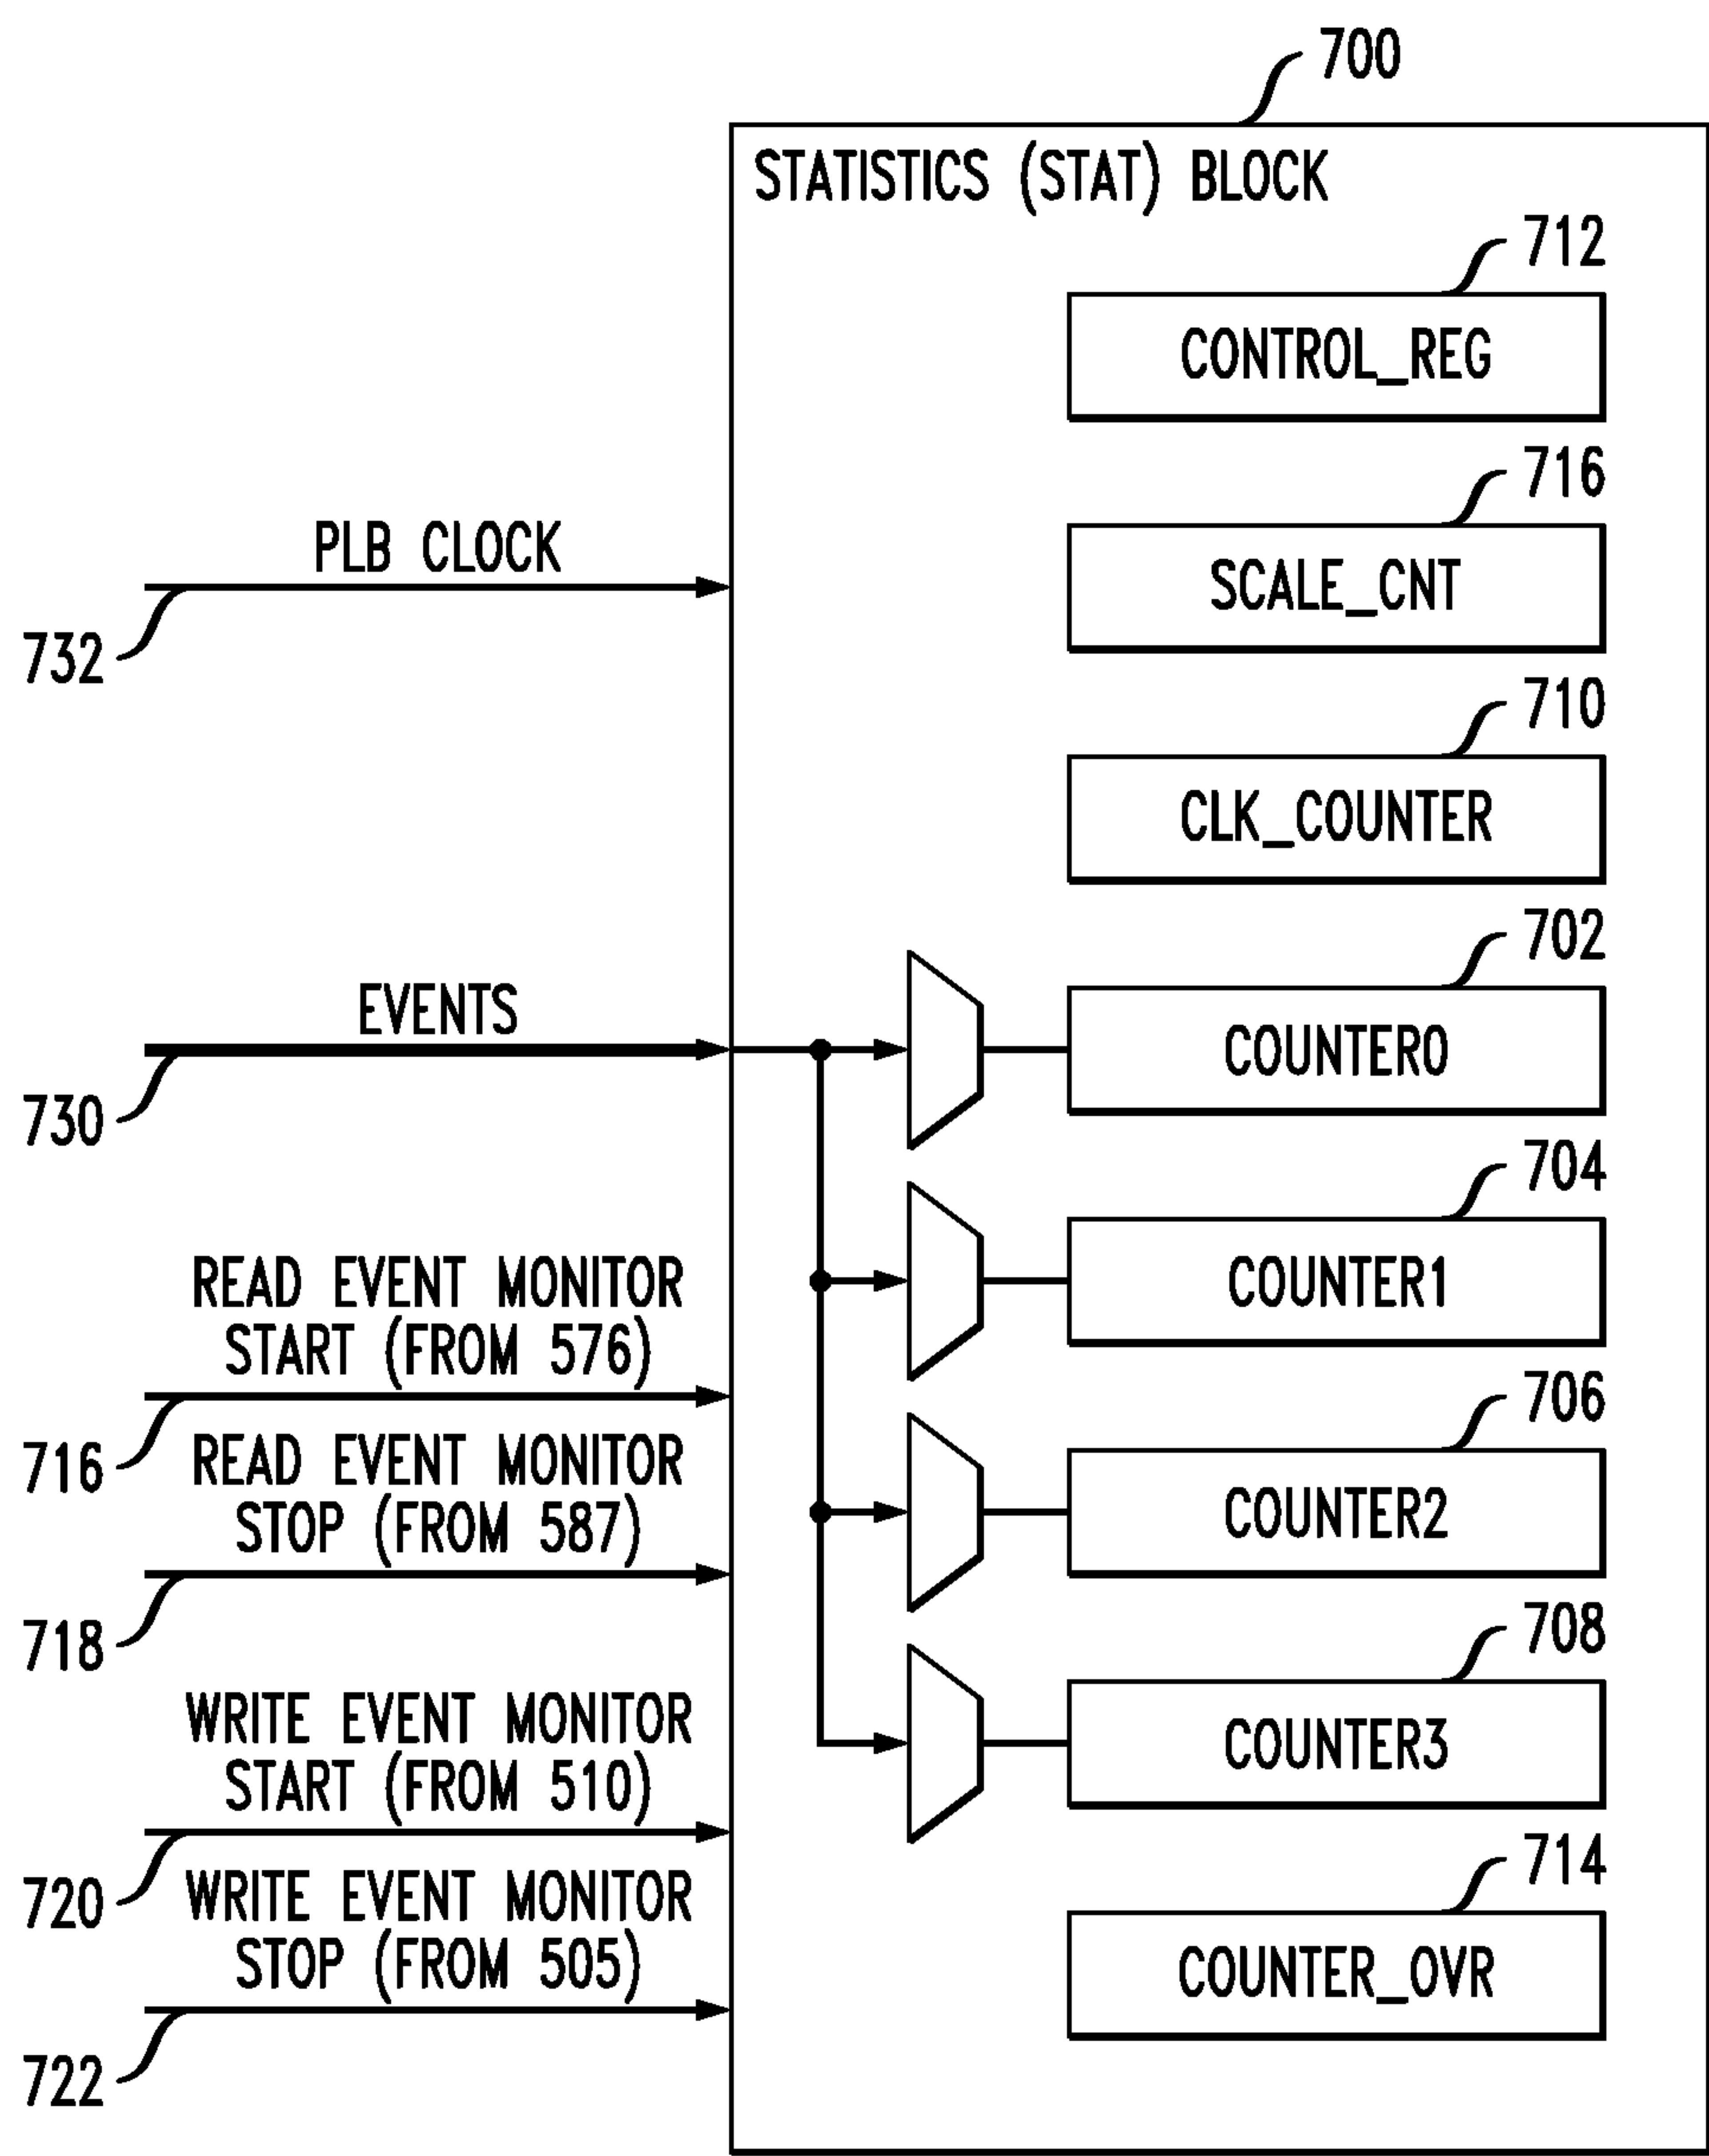 700
STATISTICS (STAT) BLOCK
712
CONTROL_REG
716
SCALE_CNT
PLB CLOCK
732
710
CLK_COUNTER
702
EVENTS
COUNTER0
730
704
READ EVENT MONITOR
START (FROM 576)
COUNTER1
716
706
READ EVENT MONITOR
STOP (FROM 587)
COUNTER2
718
708
WRITE EVENT MONITOR
START (FROM 510)
COUNTER3
720
714
WRITE EVENT MONITOR
STOP (FROM 505)
COUNTER_OVR
722